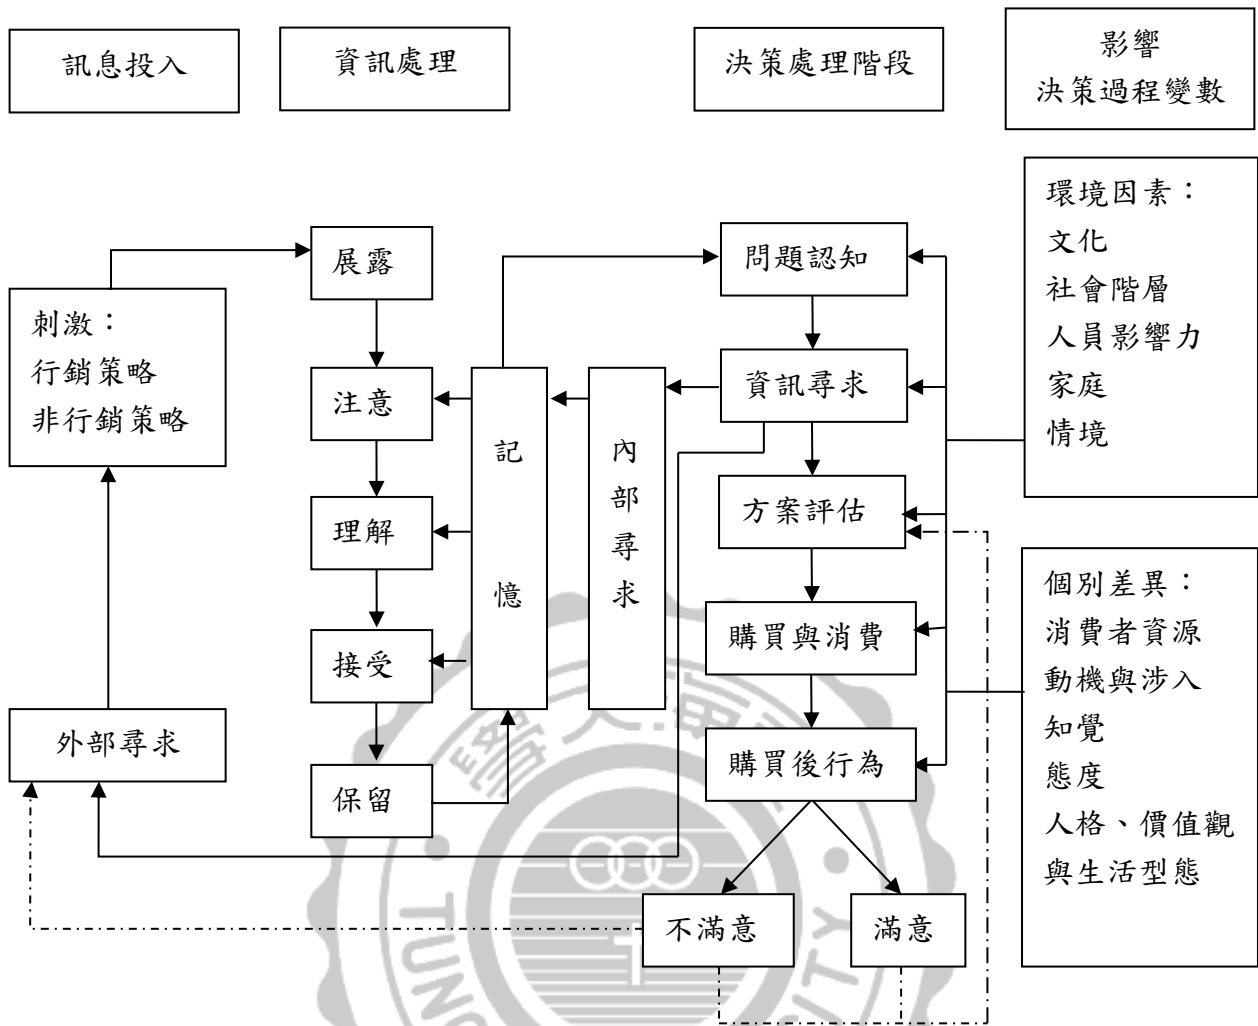 訊息投入
資訊處理
決策處理階段
影響
決策過程變數
刺激：
行銷策略
非行銷策略
外部尋求
展露
注意
理解
接受
保留
記
憶
內
部
尋
求
問題認知
資訊尋求
方案評估
購買與消費
購買後行為
不滿意
滿意
環境因素：
文化
社會階層
人員影響力
家庭
情境
個別差異：
消費者資源
動機與涉入
知覺
態度
人格、價值觀
與生活型態